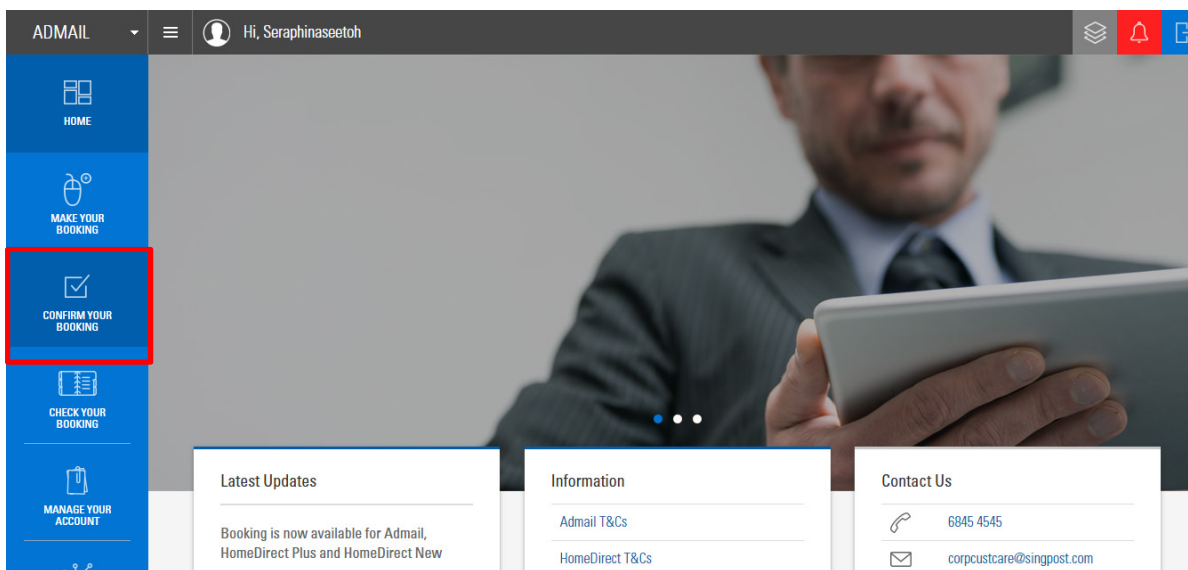 ADMAIL
Hi, Seraphinaseetoh
HOME
MAKE YOUR
BOOKING
CONFIRM YOUR
BOOKING
CHECK YOUR
BOOKING
MANAGE YOUR
ACCOUNT
Latest Updates
Booking is now available for Admail,
HomeDirect Plus and HomeDirect New
Information
Admail T&Cs
HomeDirect T&Cs
Contact Us
6845 4545
corpcustcare@singpost.com